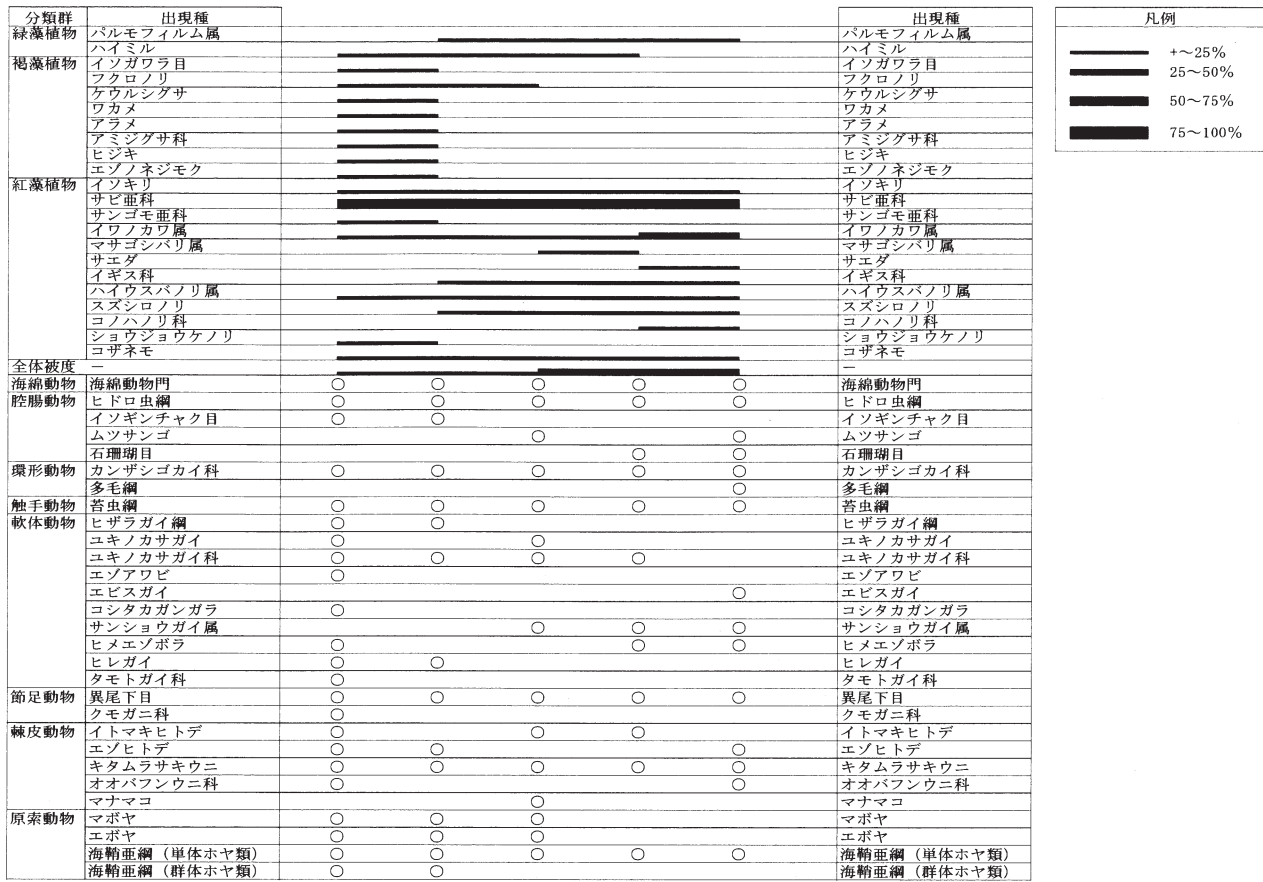 分類群 出現種 出現種 凡例
緑藻植物 パルモフィルム属 パルモフィルム属
ハイミル ハイミル
褐藻植物 イソガワラ目 イソガワラ目
フクロノリ フクロノリ
ケウルシグサ ケウルシグサ
ワカメ ワカメ
アラメ アラメ
アミジグサ科 アミジグサ科
ヒジキ ヒジキ
エゾノネジモク エゾノネジモク
紅藻植物 イソキリ イソキリ
サビ亜科 サビ亜科
サンゴモ亜科 サンゴモ亜科
イワノカワ属 イワノカワ属
マサゴシバリ属 マサゴシバリ属
サエダ サエダ
イギス科 イギス科
ハイウスバノリ属 ハイウスバノリ属
スズシロノリ スズシロノリ
コノハノリ科 コノハノリ科
ショウジョウケノリ ショウジョウケノリ
コザネモ コザネモ
全体被度 － －
海綿動物 海綿動物門 ○ ○ ○ ○ ○ 海綿動物門
腔腸動物 ヒドロ虫綱 ○ ○ ○ ○ ○ ヒドロ虫綱
イソギンチャク目 ○ ○ イソギンチャク目
ムツサンゴ ○ ○ ムツサンゴ
石珊瑚目 ○ ○ 石珊瑚目
環形動物 カンザシゴカイ科 ○ ○ ○ ○ ○ カンザシゴカイ科
多毛綱 ○ 多毛綱
触手動物 苔虫綱 ○ ○ ○ ○ ○ 苔虫綱
軟体動物 ヒザラガイ綱 ○ ○ ヒザラガイ綱
ユキノカサガイ ○ ○ ユキノカサガイ
ユキノカサガイ科 ○ ○ ○ ○ ユキノカサガイ科
エゾアワビ ○ エゾアワビ
エビスガイ ○ エビスガイ
コシタカガンガラ ○ コシタカガンガラ
サンショウガイ属 ○ ○ ○ サンショウガイ属
ヒメエゾボラ ○ ○ ○ ヒメエゾボラ
ヒレガイ ○ ○ ヒレガイ
タモトガイ科 ○ タモトガイ科
節足動物 異尾下目 ○ ○ ○ ○ ○ 異尾下目
クモガニ科 ○ クモガニ科
棘皮動物 イトマキヒトデ ○ ○ ○ イトマキヒトデ
エゾヒトデ ○ ○ ○ エゾヒトデ
キタムラサキウニ ○ ○ ○ ○ ○ キタムラサキウニ
オオバフンウニ科 ○ ○ オオバフンウニ科
マナマコ ○ マナマコ
原索動物 マボヤ ○ ○ ○ マボヤ
エボヤ ○ ○ ○ エボヤ
海鞘亜綱（単体ホヤ類） ○ ○ ○ ○ ○ 海鞘亜綱（単体ホヤ類）
海鞘亜綱（群体ホヤ類） ○ ○ 海鞘亜綱（群体ホヤ類）
+～25%
25～50%
50～75%
75～100%